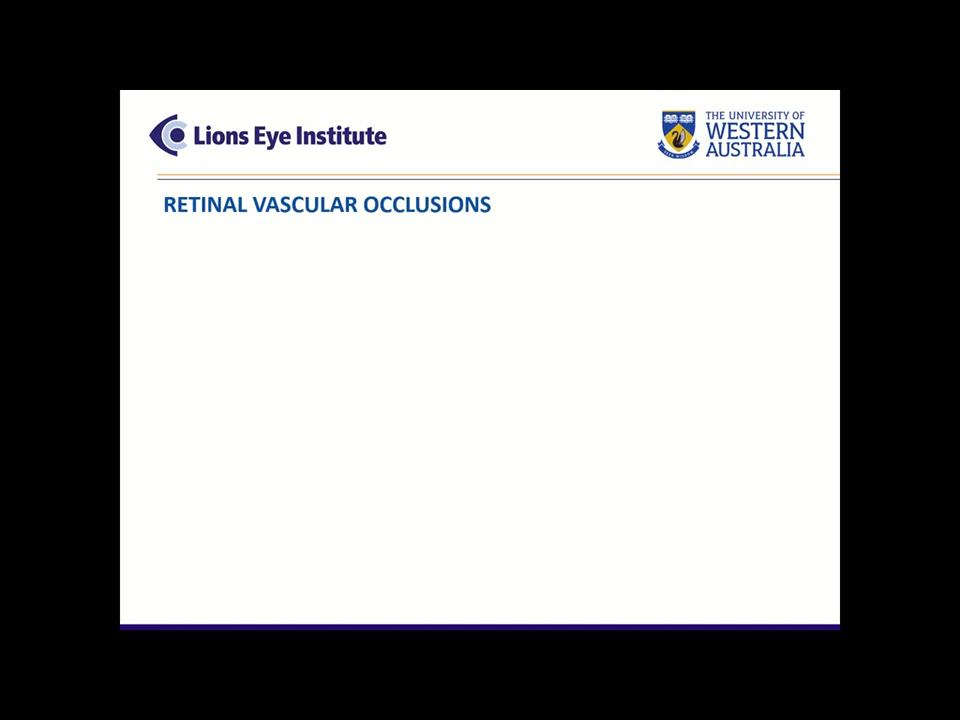 Lions Eye Institute
THE UNIVERSITY OF
WESTERN
AUSTRALIA
RETINAL VASCULAR OCCLUSIONS